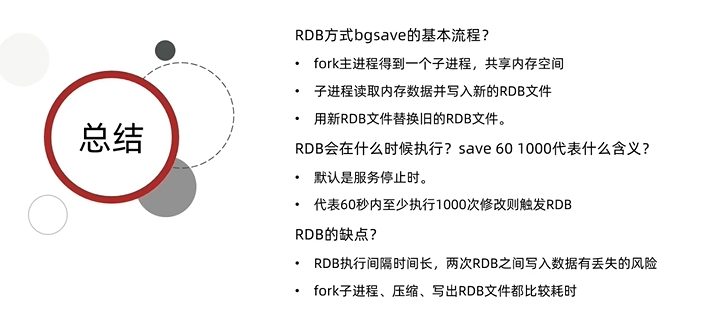 总结
RDB方式bgsave的基本流程？
• fork主进程得到一个子进程，共享内存空间
• 子进程读取内存数据并写入新的RDB文件
• 用新RDB文件替换旧的RDB文件。
RDB会在什么时候执行？save 60 1000代表什么含义？
• 默认是服务停止时。
• 代表60秒内至少执行1000次修改则触发RDB
RDB的缺点？
• RDB执行间隔时间长，两次RDB之间写入数据有丢失的风险
• fork子进程、压缩、写出RDB文件都比较耗时